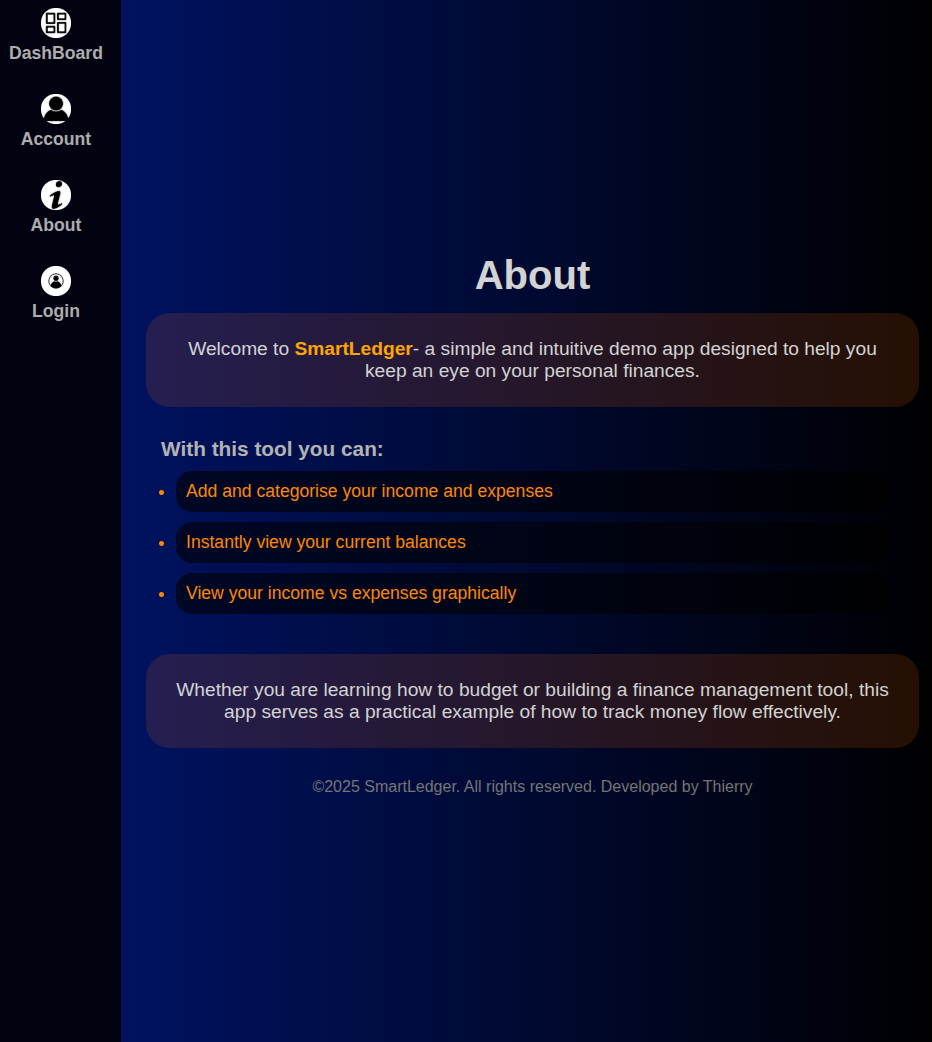 DashBoard
Account
About
Login
About
Welcome to SmartLedger- a simple and intuitive demo app designed to help you
keep an eye on your personal finances.
With this tool you can:
• Add and categorise your income and expenses
• Instantly view your current balances
• View your income vs expenses graphically
Whether you are learning how to budget or building a finance management tool, this
app serves as a practical example of how to track money flow effectively.
©2025 SmartLedger. All rights reserved. Developed by Thierry